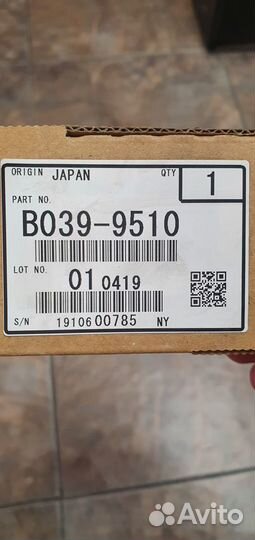 ORIGIN JAPAN QTY 1
PART NO.
B039-9510
LOT NO. 01 0419
S/N 1910600785 NY
Avito